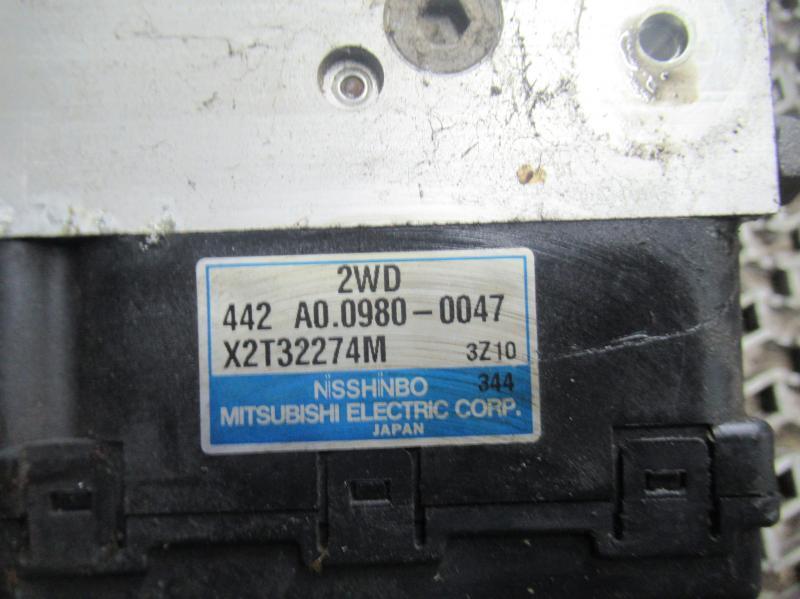 2WD
442 A0.0980-0047
X2T32274M 3Z10
344
NiSSHiNBO
MITSUBISHI ELECTRIC CORP.
JAPAN